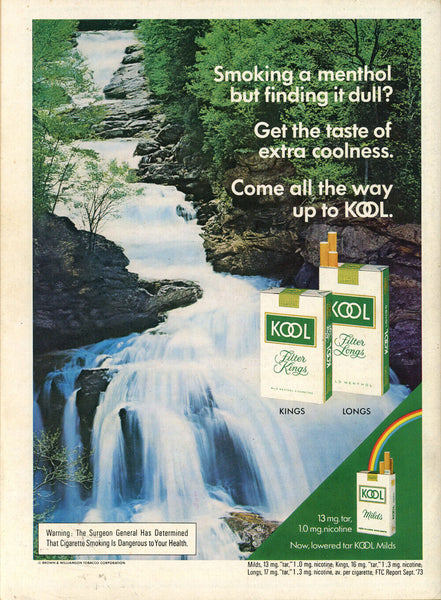 Smoking a menthol
but finding it dull?
Get the taste of
extra coolness.
Come all the way
up to KOOL.
KOOL
Filter
Kings
KOOL
Filter
Longs
MILD MENTHOL
KINGS
LONGS
KOOL
Milds
13 mg. tar,
1.0 mg. nicotine
Now, lowered tar KOOL Milds
Warning: The Surgeon General Has Determined
That Cigarette Smoking Is Dangerous to Your Health.
© BROWN & WILLIAMSON TOBACCO CORPORATION
Milds, 13 mg. "tar," 1.0 mg. nicotine; Kings, 16 mg. "tar," 1.3 mg. nicotine;
Longs, 17 mg. "tar," 1.3 mg. nicotine, av. per cigarette, FTC Report Sept. '73